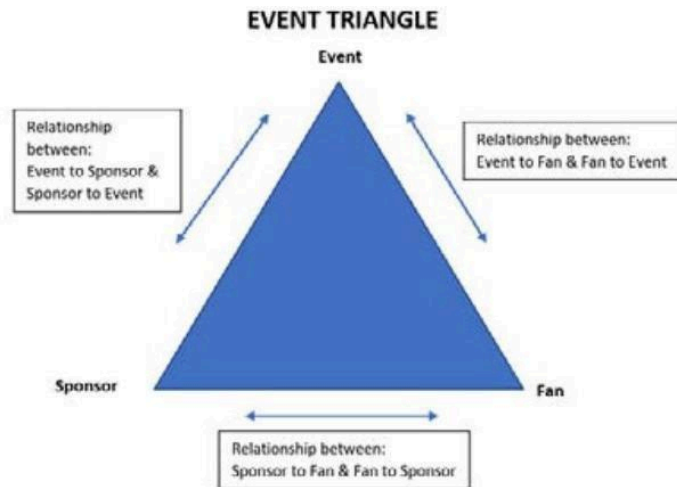 EVENT TRIANGLE
Event
Relationship
between:
Event to Sponsor &
Sponsor to Event
Relationship between:
Event to Fan & Fan to Event
Sponsor
Fan
Relationship between:
Sponsor to Fan & Fan to Sponsor